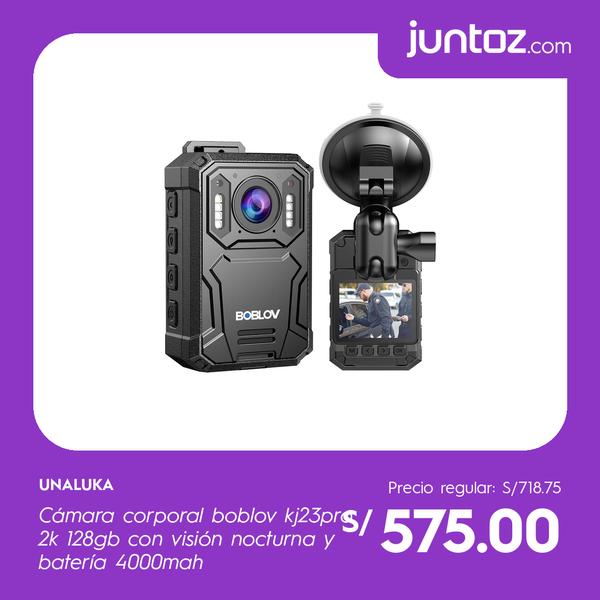 juntoz.com
BOBLOV
UNALUKA
Precio regular: S/718.75
Cámara corporal boblov kj23pro
2k 128gb con visión nocturna y
batería 4000mah
S/ 575.00